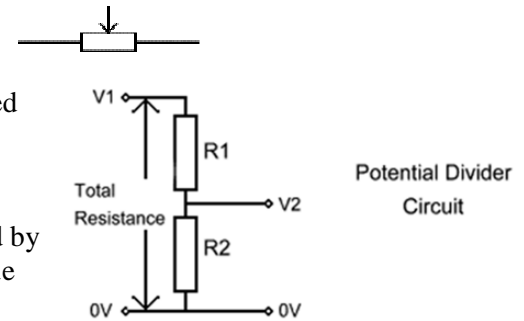 ed
V1
R1
Total
Resistance
V2
R2
0V
0V
Potential Divider
Circuit
by
e